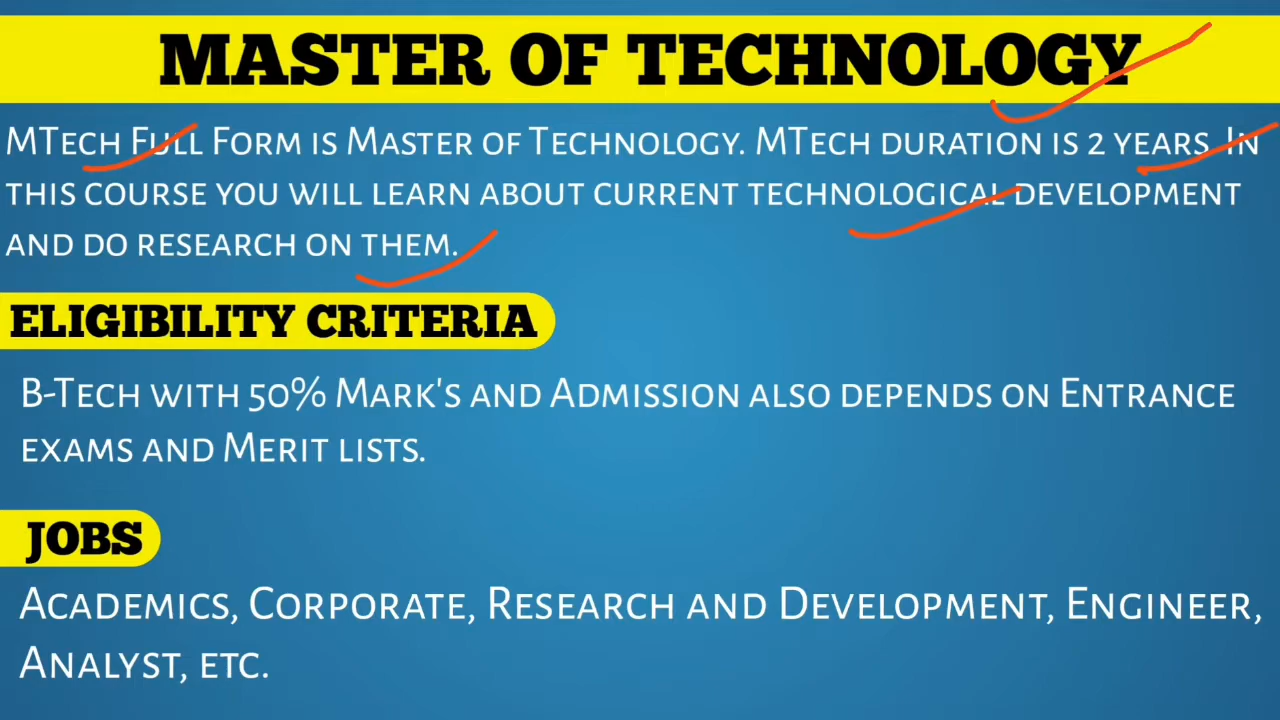 MASTER OF TECHNOLOGY
MTech Full Form is Master of Technology. MTech duration is 2 years. In
this course you will learn about current technological development
and do research on them.
ELIGIBILITY CRITERIA
B-Tech with 50% Mark's and Admission also depends on Entrance
exams and Merit lists.
JOBS
Academics, Corporate, Research and Development, Engineer,
Analyst, etc.